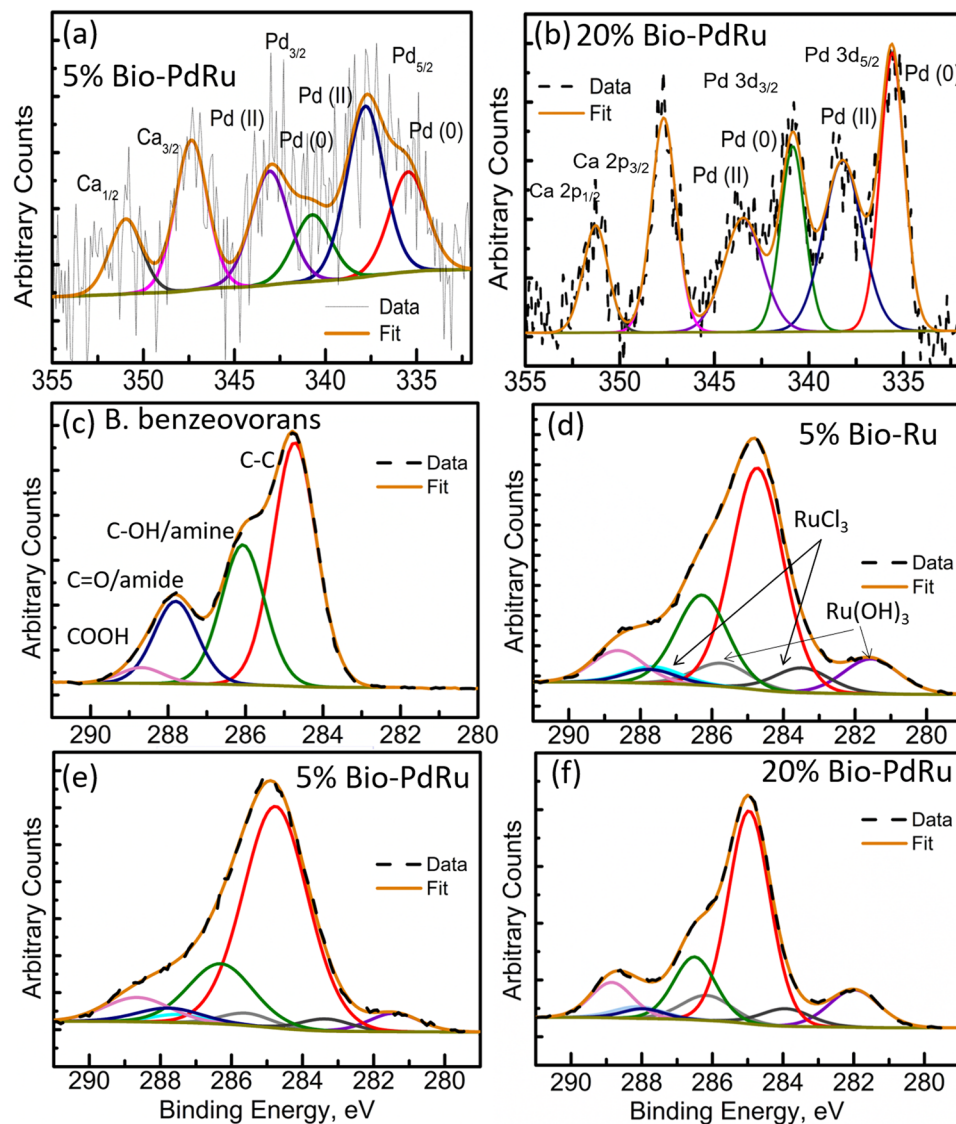 (a)
5% Bio-PdRu
Pd3/2
Pd5/2
Pd (II)
Pd (II)
Ca3/2
Pd (0)
Pd (0)
Ca1/2
Data
Fit
Arbitrary Counts
355 350 345 340 335
(b) 20% Bio-PdRu
Data
Fit
Pd 3d5/2
Pd 3d3/2
Pd (0)
Pd (II)
Pd (0)
Ca 2p3/2
Pd (II)
Ca 2p1/2
Arbitrary Counts
355 350 345 340 335
(c) B. benzeovorans
C-C
Data
Fit
C-OH/amine
C=O/amide
COOH
Arbitrary Counts
290 288 286 284 282 280
(d)
5% Bio-Ru
Data
Fit
RuCl3
Ru(OH)3
Arbitrary Counts
290 288 286 284 282 280
(e) 5% Bio-PdRu
Data
Fit
Arbitrary Counts
290 288 286 284 282 280
Binding Energy, eV
(f) 20% Bio-PdRu
Data
Fit
Arbitrary Counts
290 288 286 284 282 280
Binding Energy, eV